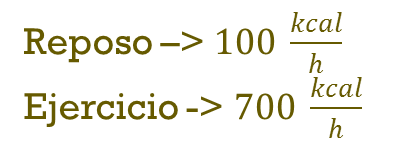 Reposo –> 100 kcal/h
Ejercicio -> 700 kcal/h